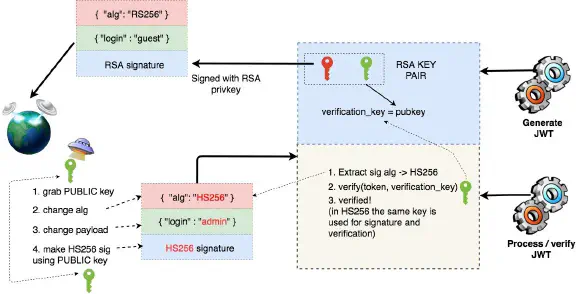 { "alg": "RS256" }
{"login" : "guest"}
RSA signature
Signed with RSA
privkey
RSA KEY
PAIR
verification_key = pubkey
Generate
JWT
1. grab PUBLIC key
2. change alg
3. change payload
4. make HS256 sig
using PUBLIC key
{ "alg": "HS256" }
{ "login" : "admin" }
HS256 signature
1. Extract sig alg -> HS256
2. verify(token, verification_key)
3. verified!
(in HS256 the same key is
used for signature and
verification)
Process / verify
JWT